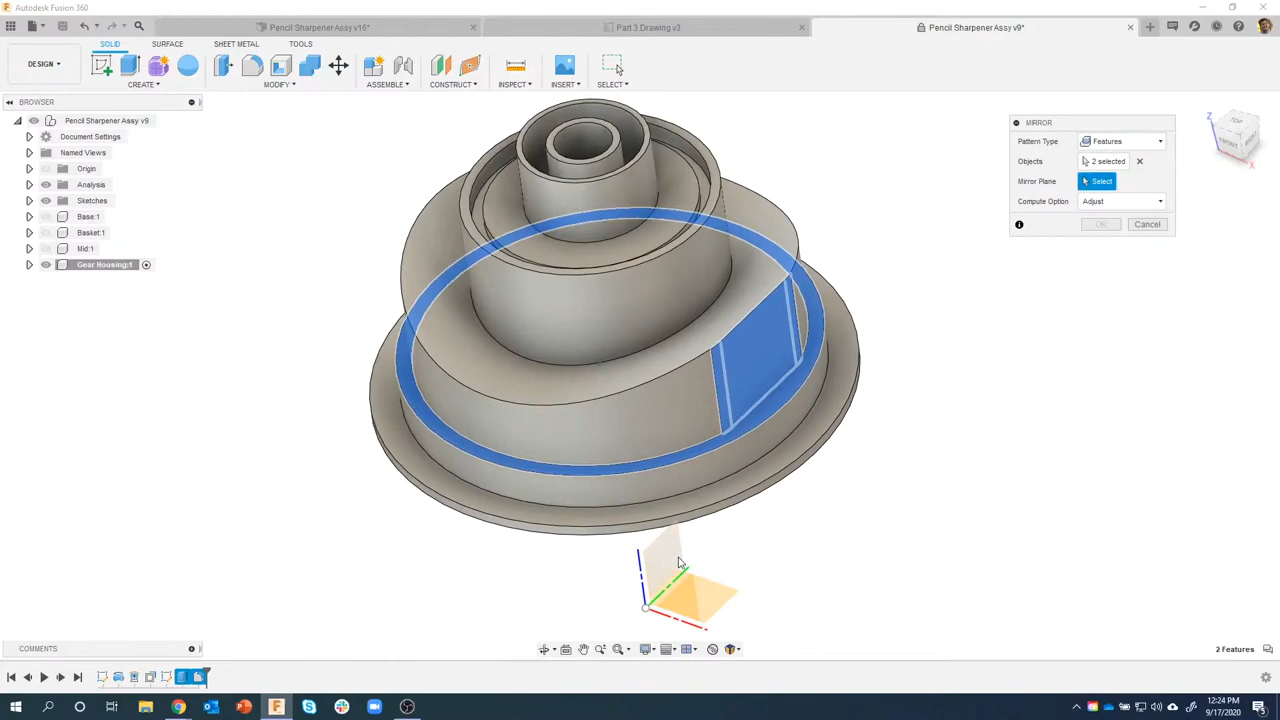 Autodesk Fusion 360
Pencil Sharpener Assy v16*
Part 3 Drawing v3
Pencil Sharpener Assy v9*
SOLID
SURFACE
SHEET METAL
TOOLS
DESIGN
CREATE
MODIFY
ASSEMBLE
CONSTRUCT
INSPECT
INSERT
SELECT
BROWSER
Pencil Sharpener Assy v9
Document Settings
Named Views
Origin
Analysis
Sketches
Base:1
Basket:1
Mid:1
Gear Housing:1
MIRROR
Pattern Type
Features
Objects
2 selected
Mirror Plane
Select
Compute Option
Adjust
OK
Cancel
Z
TOP
FRONT
X
COMMENTS
2 Features
12:24 PM
9/17/2020